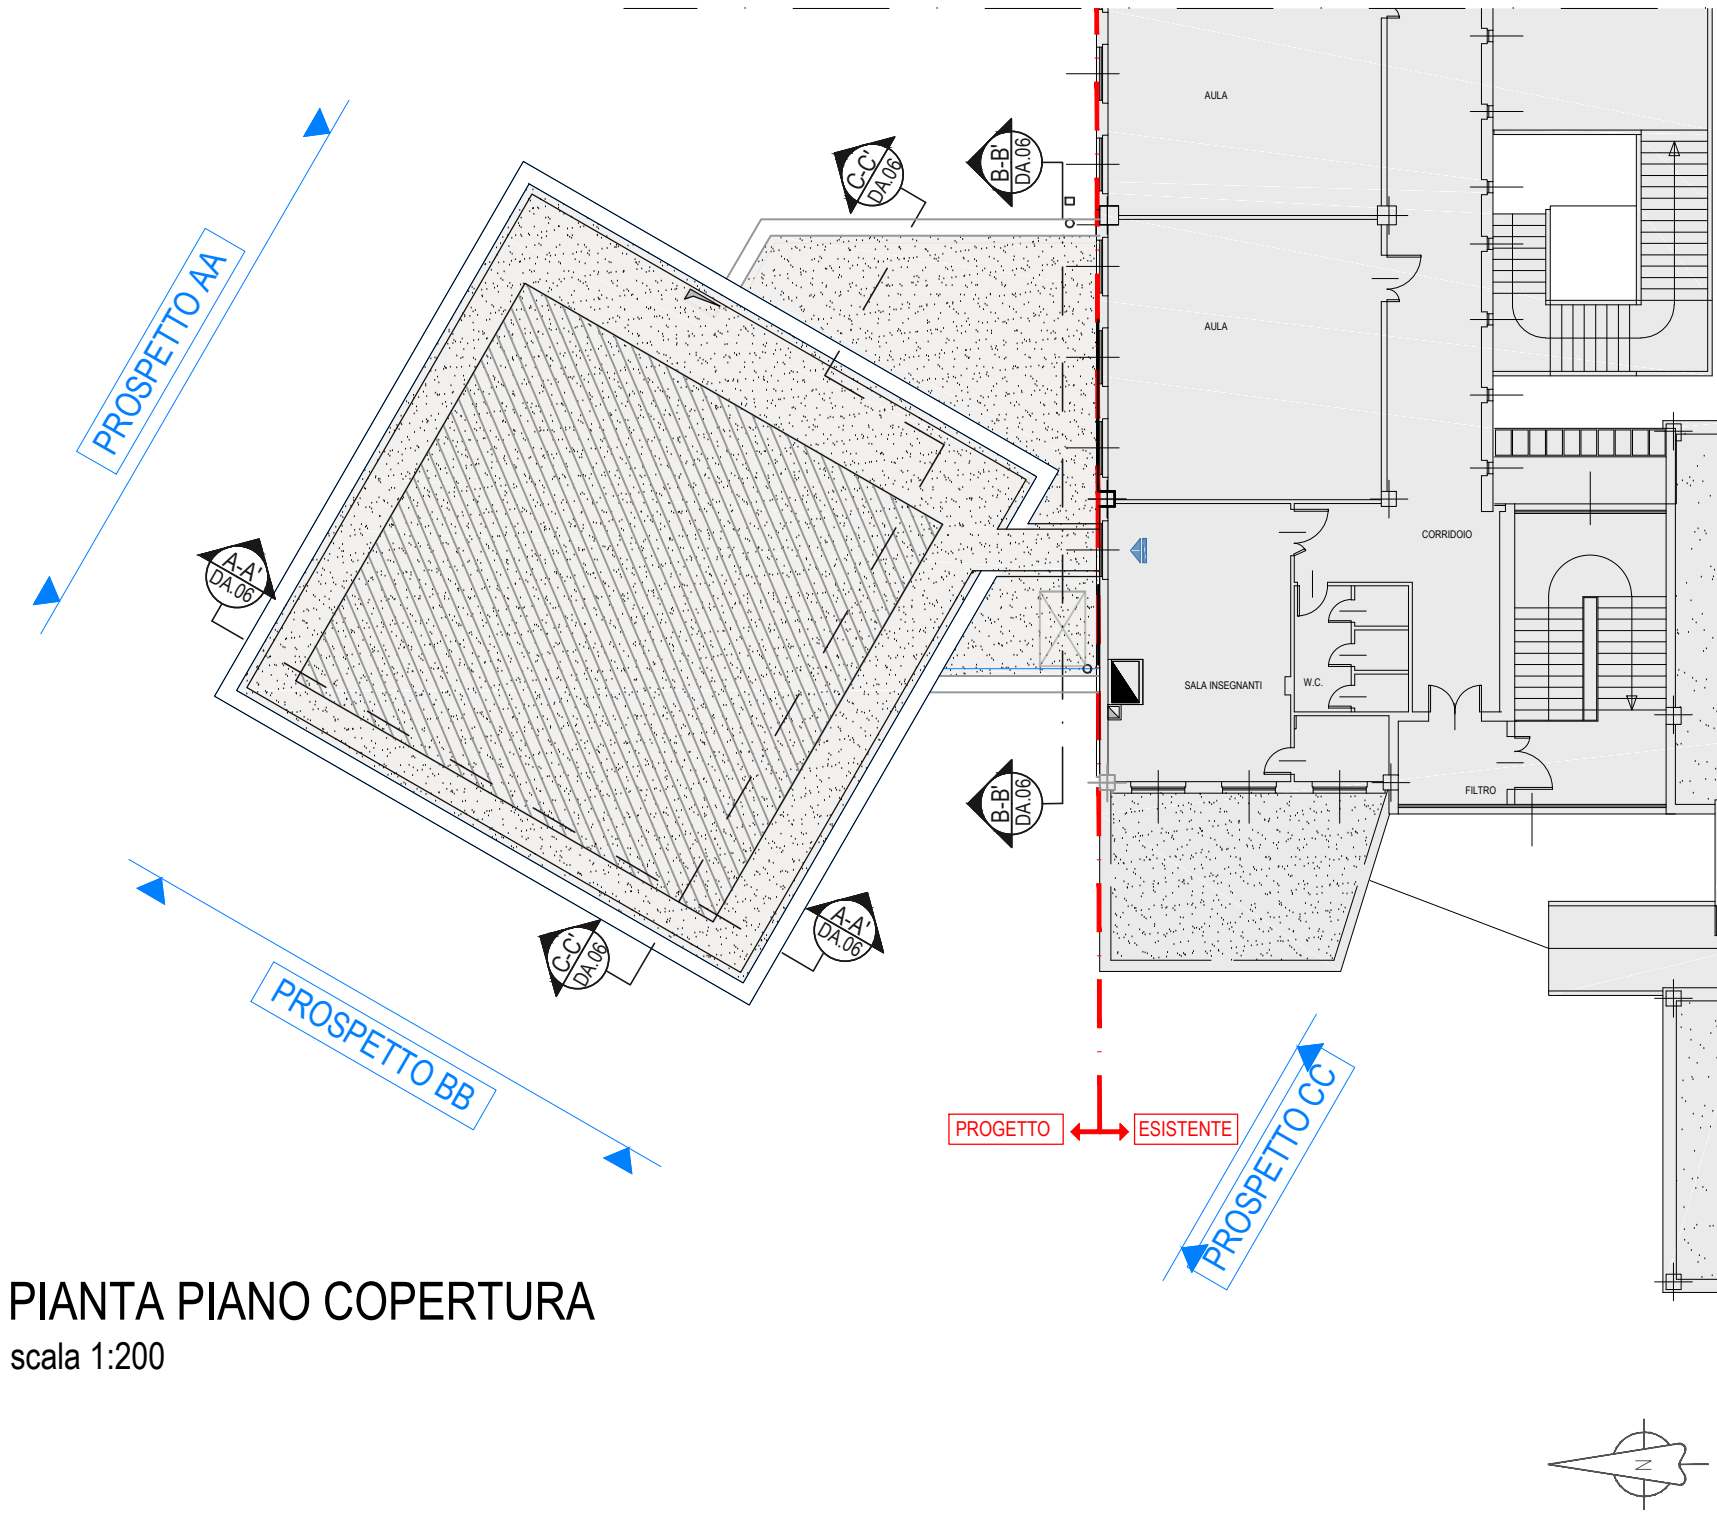 AULA
C-C'
DA.06
B-B'
DA.06
PROSPETTO AA
AULA
A-A'
DA.06
CORRIDOIO
SALA INSEGNANTI
W.C.
B-B'
DA.06
FILTRO
A-A'
DA.06
C-C'
DA.06
PROSPETTO BB
PROGETTO
ESISTENTE
PROSPETTO CC
PIANTA PIANO COPERTURA
scala 1:200
N